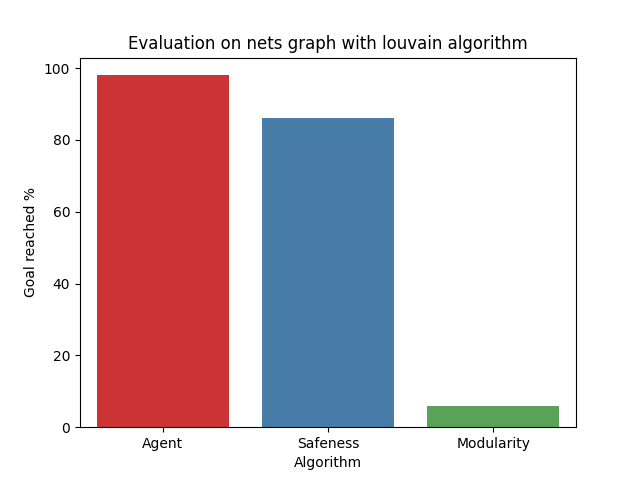 Evaluation on nets graph with louvain algorithm
Goal reached %
100
80
60
40
20
0
Agent
Safeness
Modularity
Algorithm